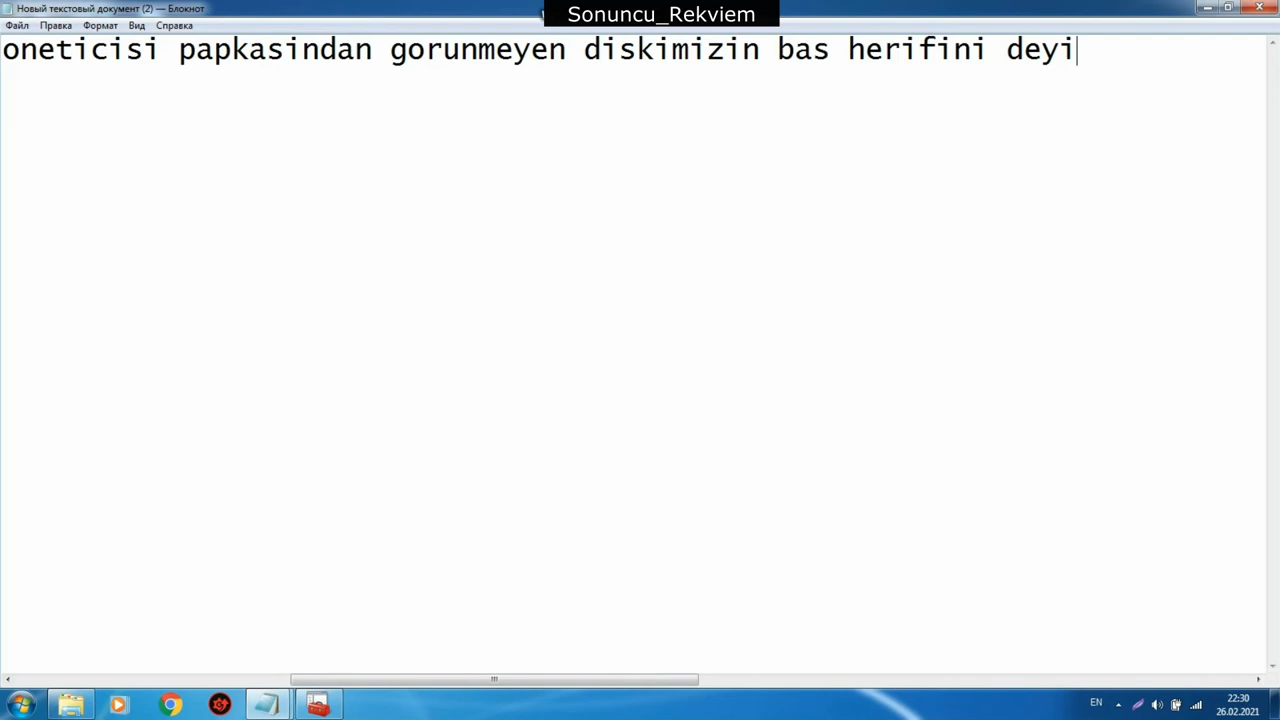 Новый текстовый документ (2) — Блокнот
Sonuncu_Rekviem
Файл Правка Формат Вид Справка
oneticisi papkasindan gorunmeyen diskimizin bas herifini deyi
EN
22:30
26.02.2021